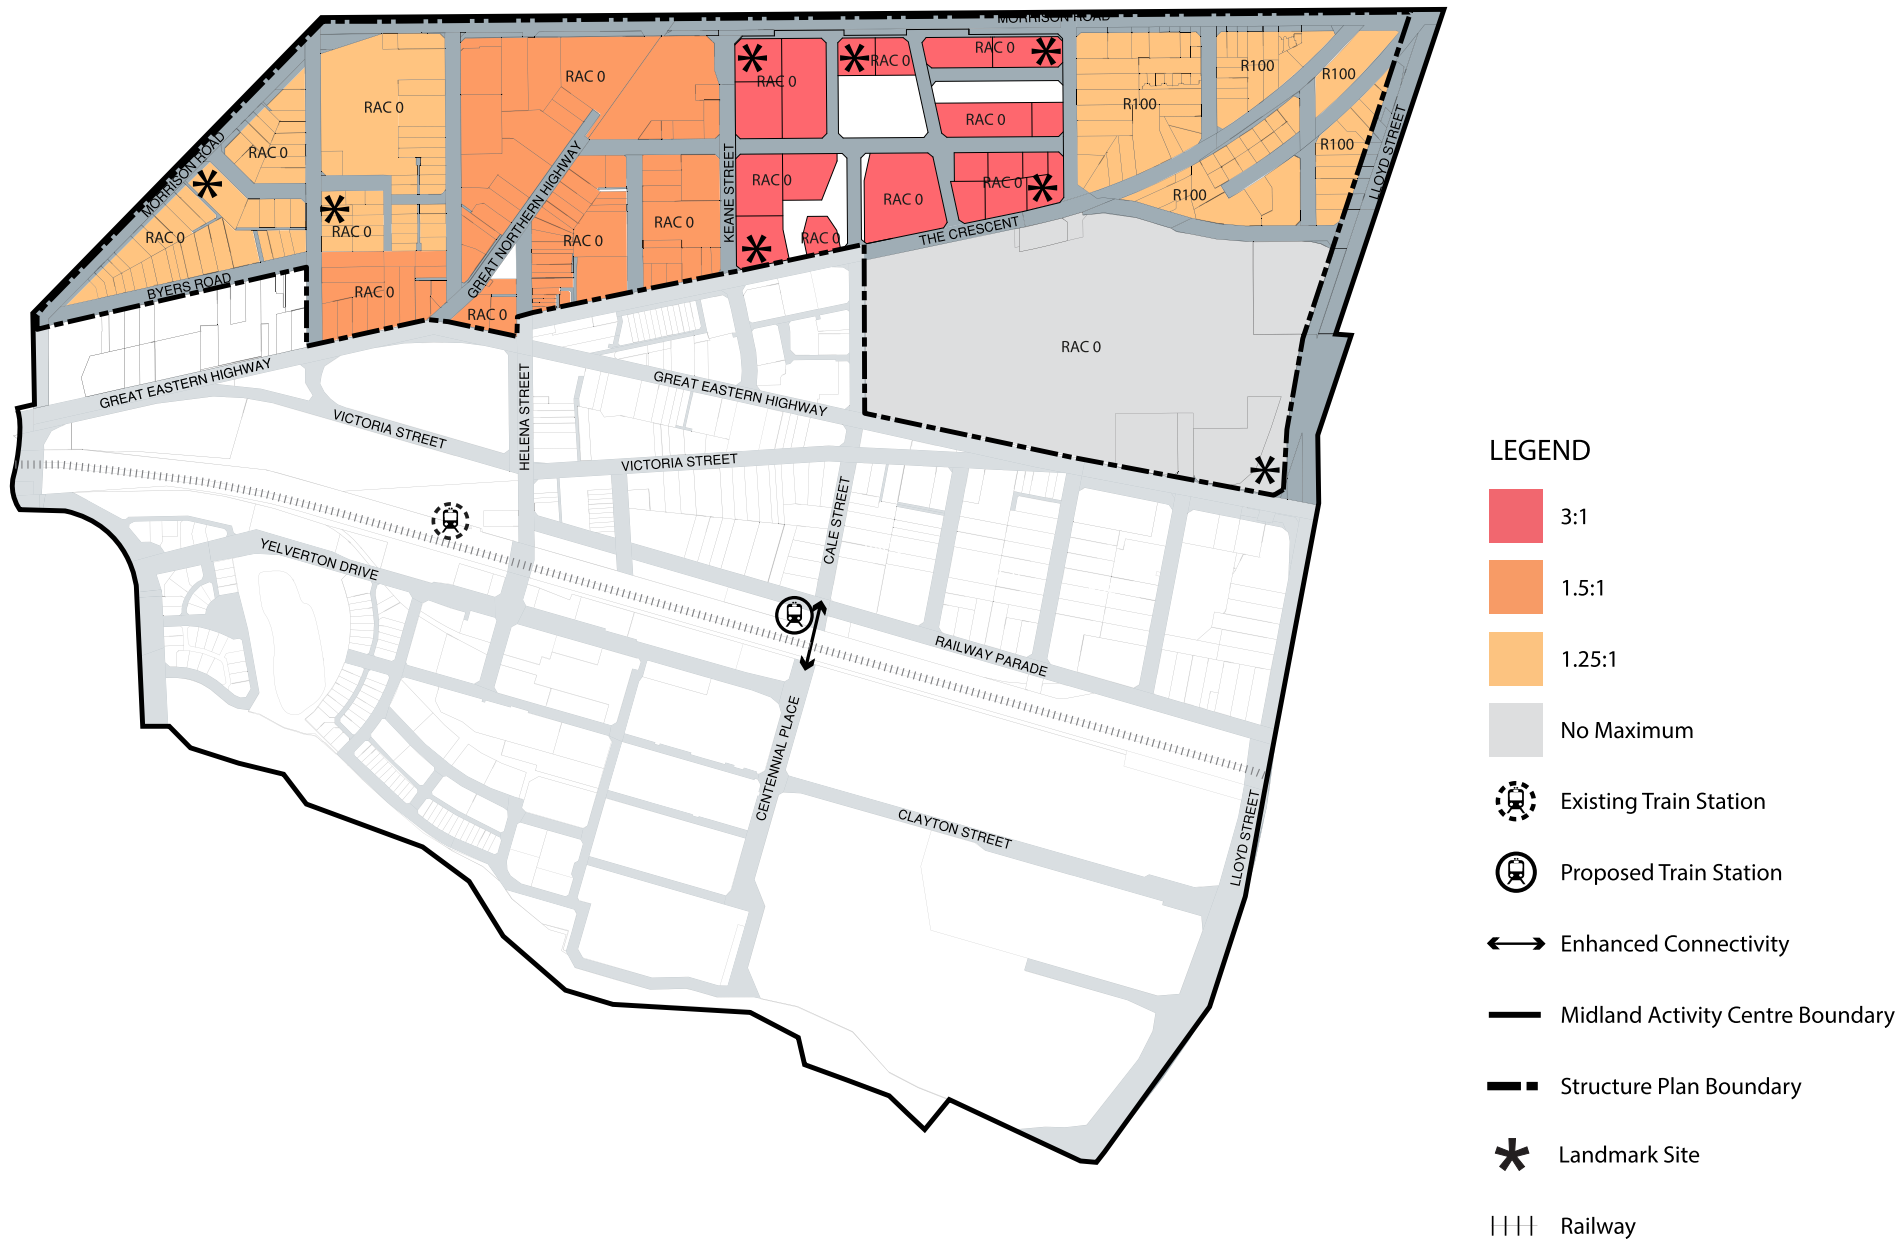 MORRISON ROAD
RAC 0
RAC 0
RAC 0
RAC 0
RAC 0
RAC 0
R100
R100
R100
R100
R100
RAC 0
RAC 0
RAC 0
RAC 0
RAC 0
RAC 0
RAC 0
RAC 0
RAC 0
RAC 0
RAC 0
RAC 0
RAC 0
RAC 0
MORRISON ROAD
BYERS ROAD
GREAT NORTHERN HIGHWAY
KEANE STREET
THE CRESCENT
LLOYD STREET
GREAT EASTERN HIGHWAY
VICTORIA STREET
HELENA STREET
GREAT EASTERN HIGHWAY
VICTORIA STREET
CALE STREET
YELVERTON DRIVE
RAILWAY PARADE
CENTENNIAL PLACE
CLAYTON STREET
LLOYD STREET
LEGEND
3:1
1.5:1
1.25:1
No Maximum
Existing Train Station
Proposed Train Station
Enhanced Connectivity
Midland Activity Centre Boundary
Structure Plan Boundary
Landmark Site
Railway